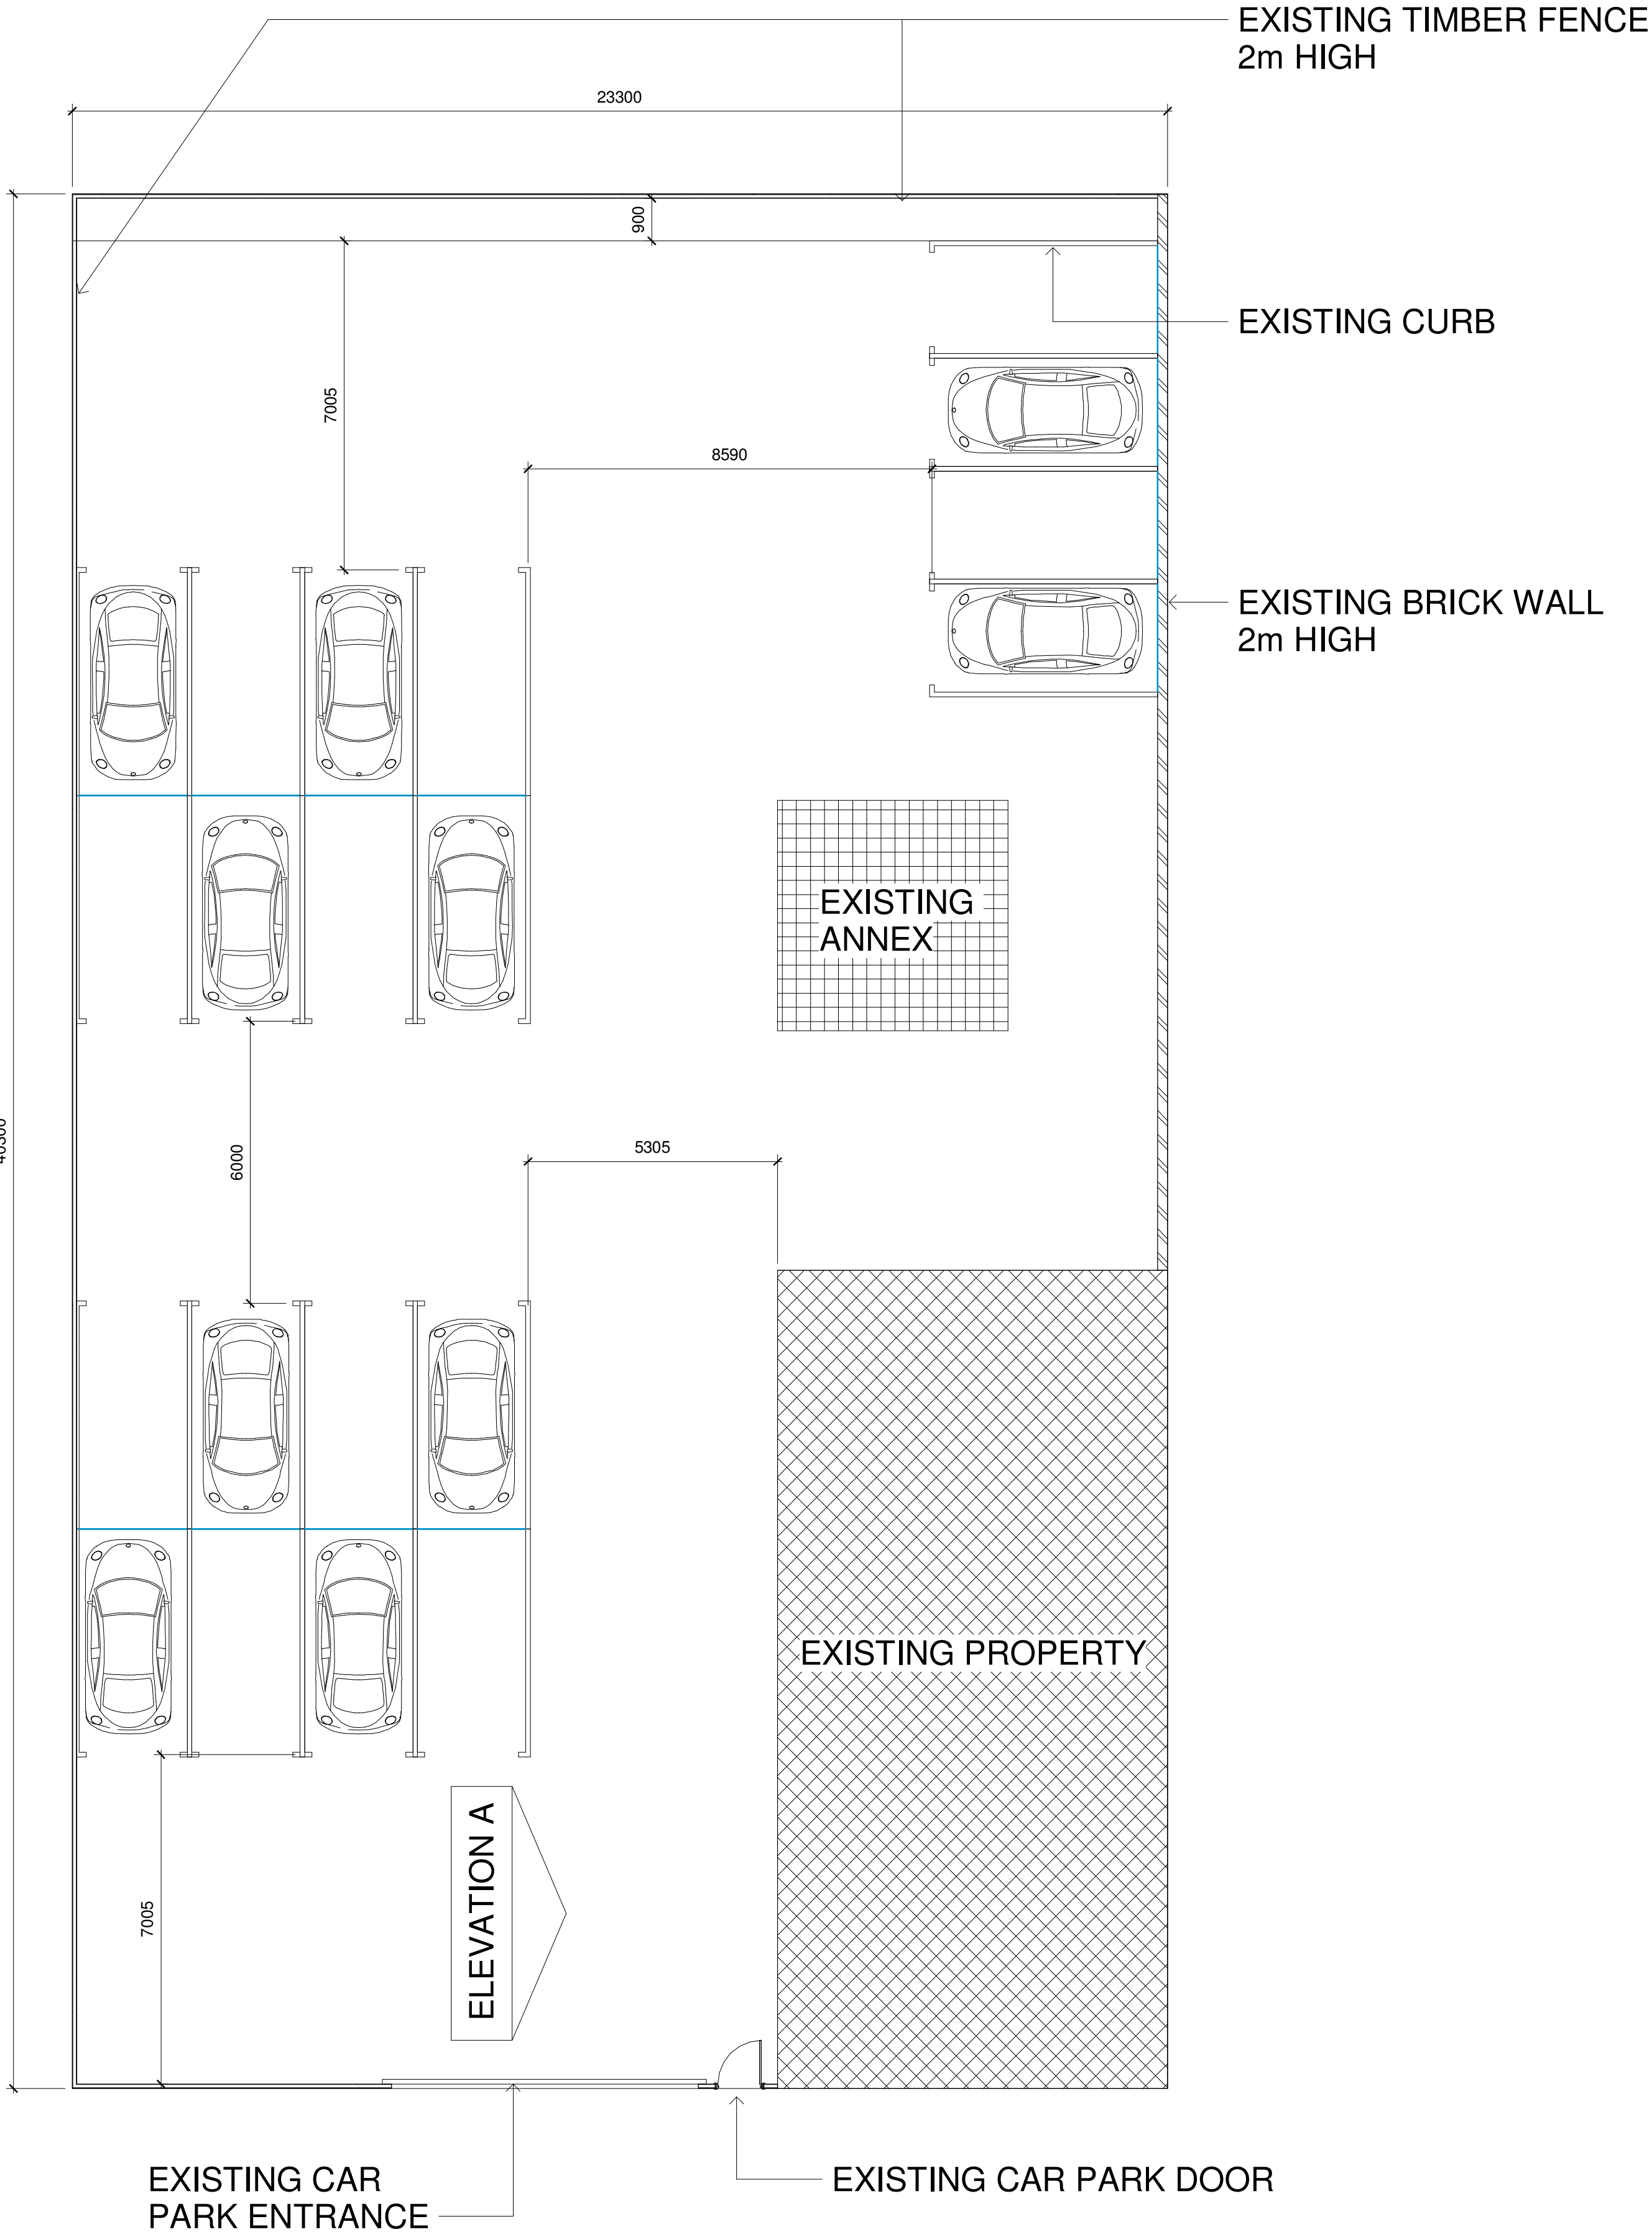 EXISTING TIMBER FENCE
2m HIGH
23300
900
EXISTING CURB
7005
8590
EXISTING BRICK WALL
2m HIGH
EXISTING
ANNEX
40300
6000
5305
EXISTING PROPERTY
ELEVATION A
7005
EXISTING CAR
PARK ENTRANCE
EXISTING CAR PARK DOOR